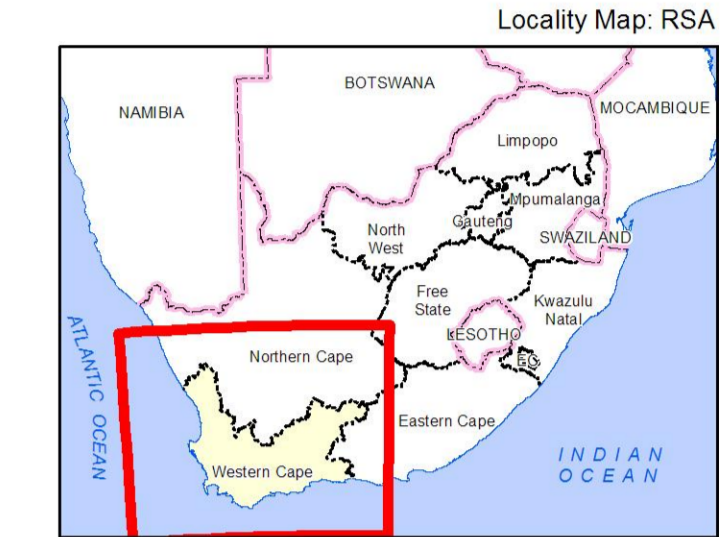 Locality Map: RSA
BOTSWANA
NAMIBIA
MOCAMBIQUE
Limpopo
Mpumalanga
Gauteng
North
West
SWAZILAND
Free
State
Kwazulu
Natal
LESOTHO
EC
ATLANTIC OCEAN
Northern Cape
Eastern Cape
Western Cape
INDIAN
OCEAN